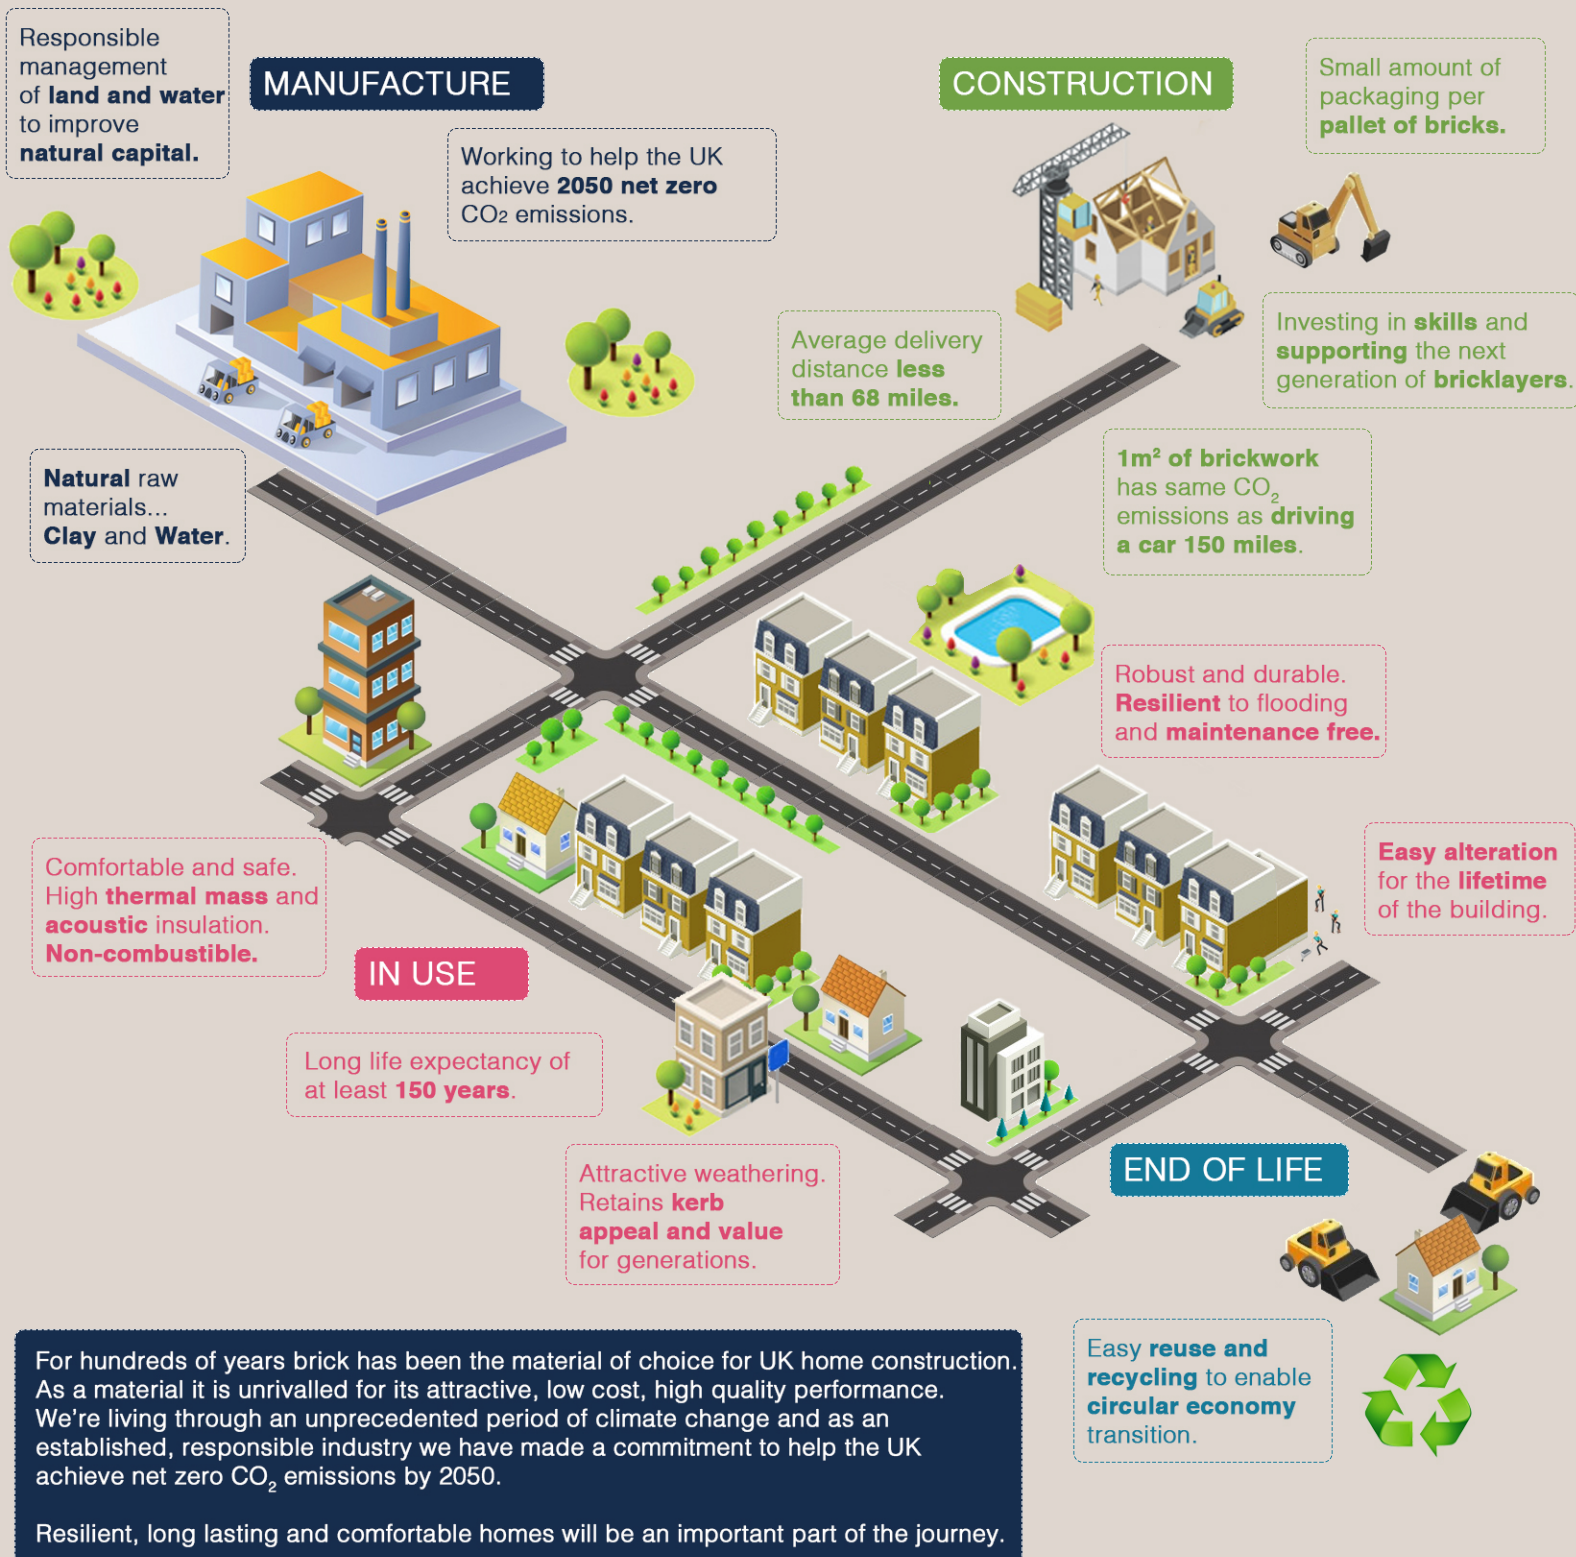 Responsible
management
of land and water
to improve
natural capital.
MANUFACTURE
Working to help the UK
achieve 2050 net zero
CO2 emissions.
Natural raw
materials...
Clay and Water.
CONSTRUCTION
Small amount of
packaging per
pallet of bricks.
Average delivery
distance less
than 68 miles.
Investing in skills and
supporting the next
generation of bricklayers.
1m² of brickwork
has same CO₂
emissions as driving
a car 150 miles.
Robust and durable.
Resilient to flooding
and maintenance free.
Easy alteration
for the lifetime
of the building.
Comfortable and safe.
High thermal mass and
acoustic insulation.
Non-combustible.
IN USE
Long life expectancy of
at least 150 years.
Attractive weathering.
Retains kerb
appeal and value
for generations.
END OF LIFE
Easy reuse and
recycling to enable
circular economy
transition.
For hundreds of years brick has been the material of choice for UK home construction.
As a material it is unrivalled for its attractive, low cost, high quality performance.
We’re living through an unprecedented period of climate change and as an
established, responsible industry we have made a commitment to help the UK
achieve net zero CO₂ emissions by 2050.
Resilient, long lasting and comfortable homes will be an important part of the journey.